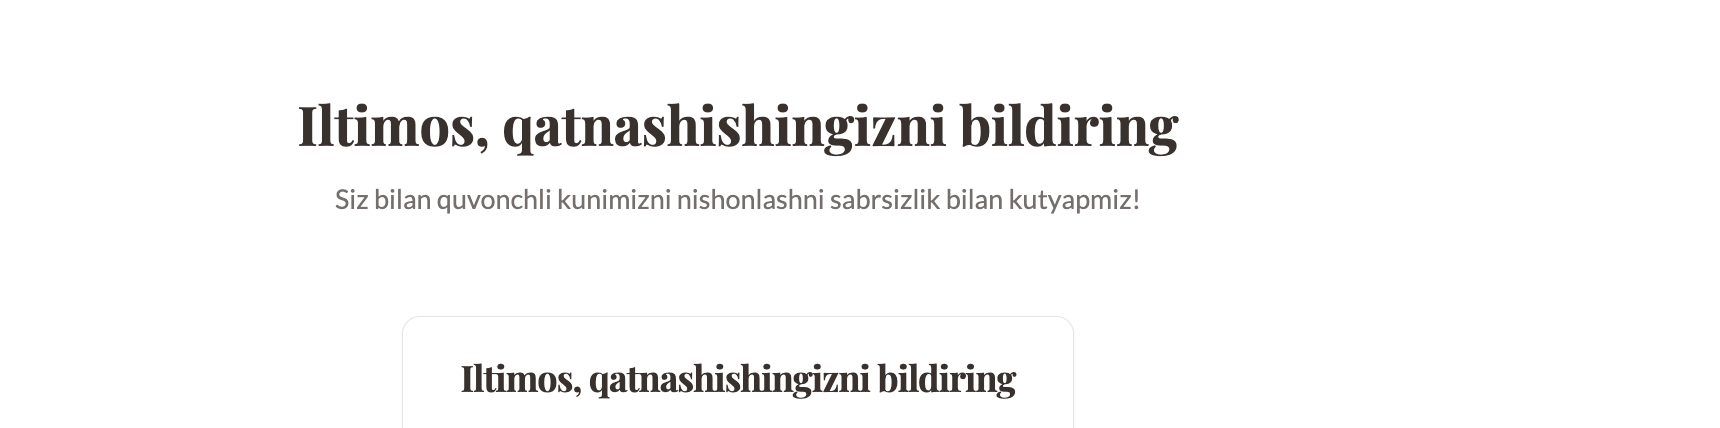 Iltimos, qatnashishingizni bildiring
Siz bilan quvonchli kunimizni nishonlashni sabrsizlik bilan kutyapmiz!
Iltimos, qatnashishingizni bildiring